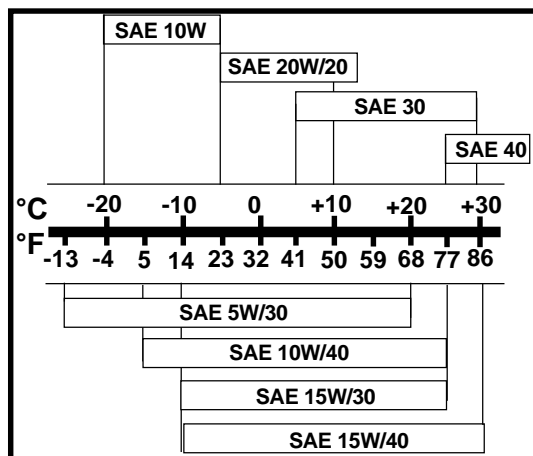 SAE 10W
SAE 20W/20
SAE 30
SAE 40
°C -20 -10 0 +10 +20 +30
°F -13 -4 5 14 23 32 41 50 59 68 77 86
SAE 5W/30
SAE 10W/40
SAE 15W/30
SAE 15W/40